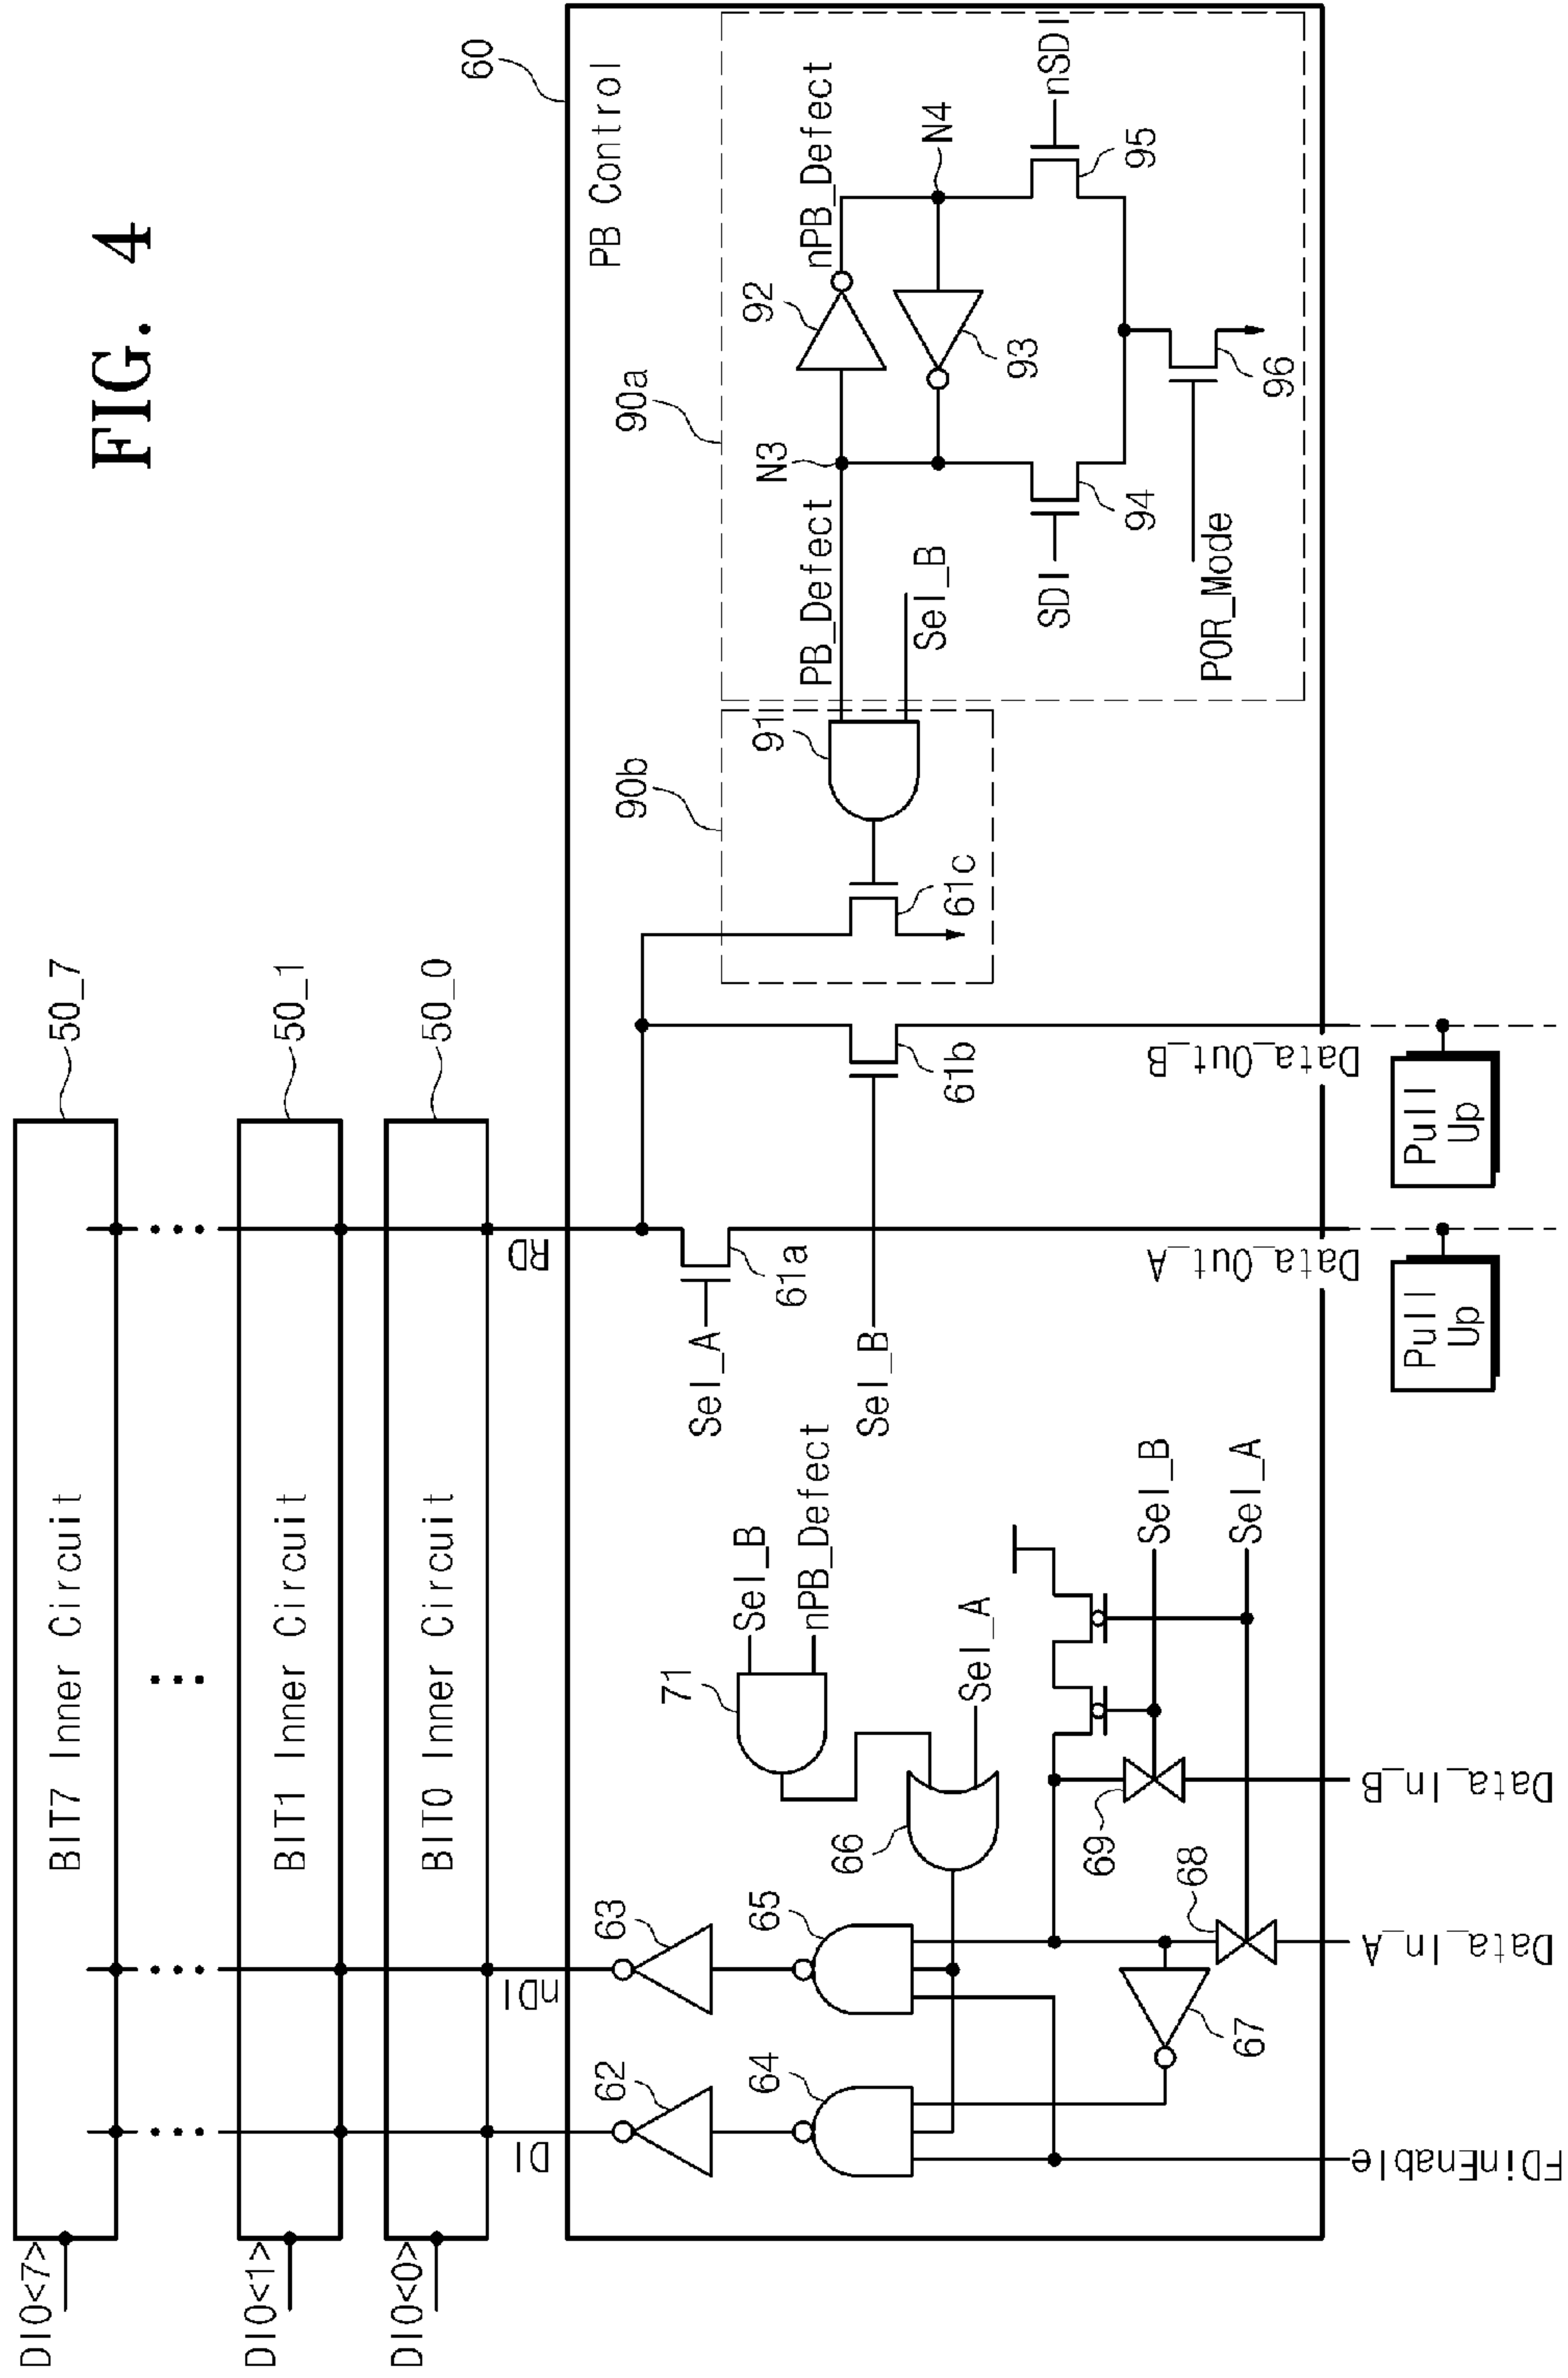 FIG. 4
DIO<7>
BIT7 Inner Circuit
50_7
DIO<1>
BIT1 Inner Circuit
50_1
DIO<0>
BIT0 Inner Circuit
50_0
60
PB Control
DI
nDI
RD
62
63
64
65
66
67
68
69
71
Sel_B
nPB_Defect
Sel_A
Sel_B
Sel_A
Sel_A
61a
Sel_B
61b
61c
90b
91
90a
PB_Defect
Sel_B
N3
92
nPB_Defect
93
N4
SDI
94
nSDI
95
POR_Mode
96
FDinEnable
Data_In_A
Data_In_B
Data_Out_A
Data_Out_B
Pull
Up
Pull
Up